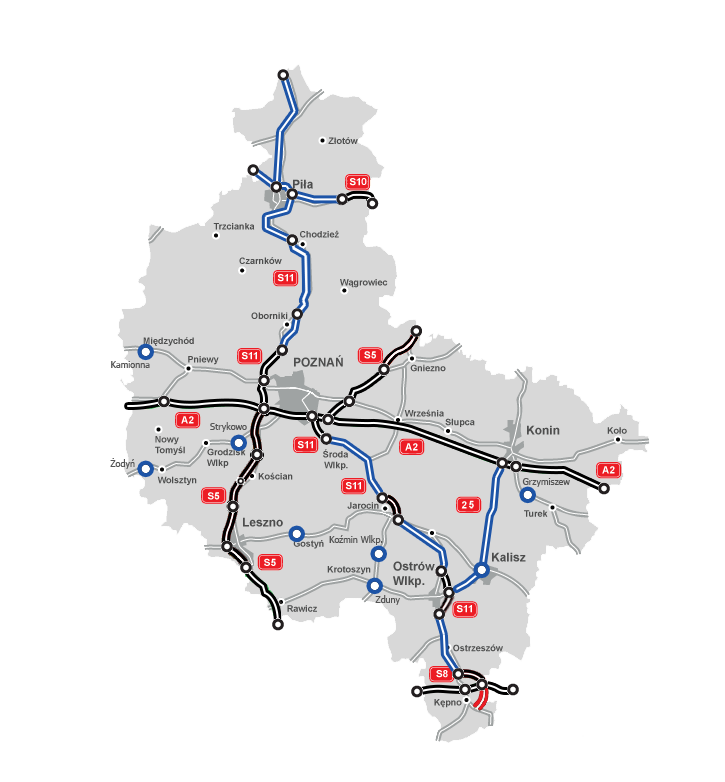 Złotów
Piła
S10
Trzcianka
Chodzież
Czarnków
S11
Wągrowiec
Oborniki
Międzychód
Kamionna
Pniewy
S11
POZNAŃ
S5
Gniezno
A2
Września
Słupca
Konin
Koło
Nowy
Tomyśl
Strykowo
Grodzisk
Wlkp
S11
Środa
Wlkp.
A2
A2
Żodyń
Wolsztyn
Kościan
S11
Grzymiszew
S5
Jarocin
25
Turek
Leszno
Gostyń
Koźmin Wlkp.
Kalisz
S5
Krotoszyn
Ostrów
Wlkp.
Zduny
Rawicz
S11
Ostrzeszów
S8
Kępno